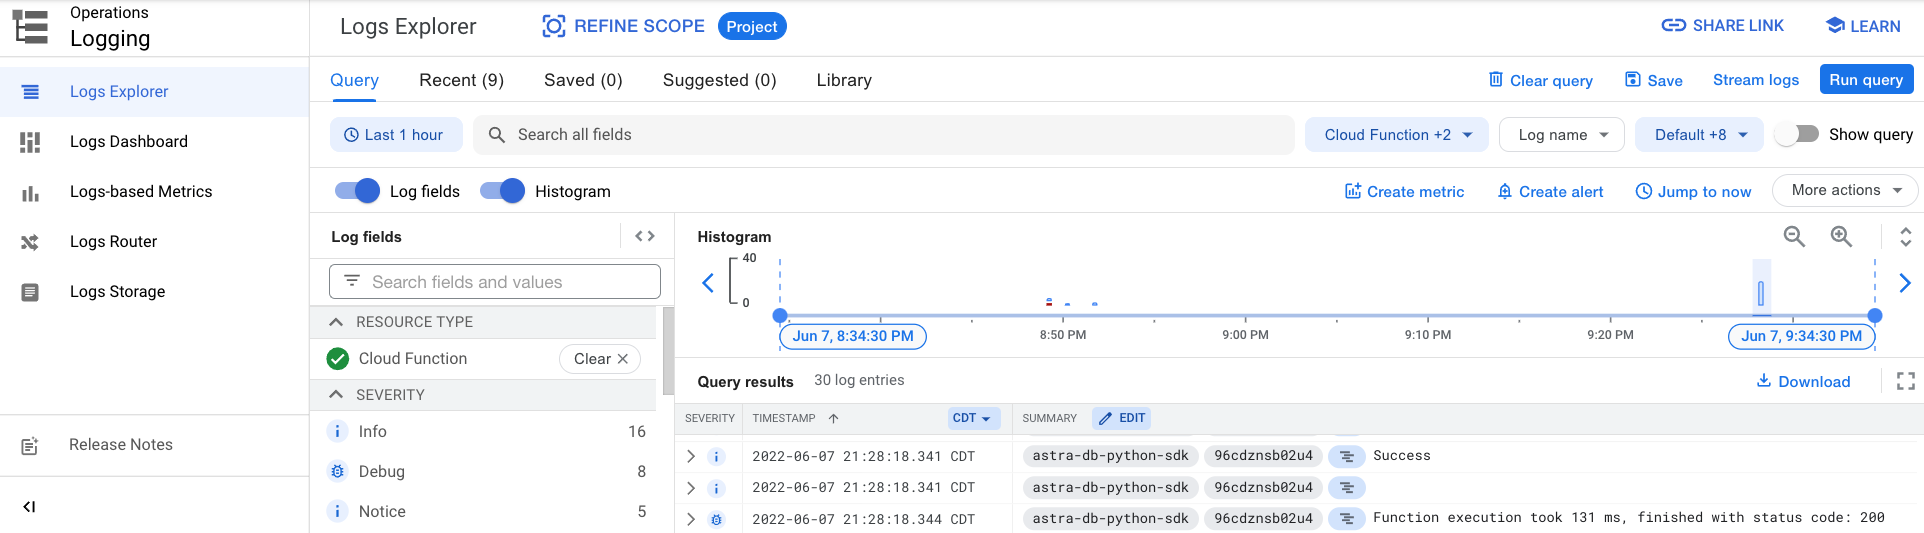 Operations
Logging
Logs Explorer
REFINE SCOPE
Project
SHARE LINK
LEARN
Logs Explorer
Logs Dashboard
Logs-based Metrics
Logs Router
Logs Storage
Release Notes
Query
Recent (9)
Saved (0)
Suggested (0)
Library
Clear query
Save
Stream logs
Run query
Last 1 hour
Search all fields
Cloud Function +2
Log name
Default +8
Show query
Log fields
Histogram
Create metric
Create alert
Jump to now
More actions
Log fields
Search fields and values
RESOURCE TYPE
Cloud Function
Clear
SEVERITY
Info 16
Debug 8
Notice 5
Histogram
40
0
Jun 7, 8:34:30 PM
8:50 PM
9:00 PM
9:10 PM
9:20 PM
Jun 7, 9:34:30 PM
Query results
30 log entries
Download
SEVERITY TIMESTAMP CDT SUMMARY EDIT
2022-06-07 21:28:18.341 CDT astra-db-python-sdk 96cdznsb02u4 Success
2022-06-07 21:28:18.341 CDT astra-db-python-sdk 96cdznsb02u4
2022-06-07 21:28:18.344 CDT astra-db-python-sdk 96cdznsb02u4 Function execution took 131 ms, finished with status code: 200